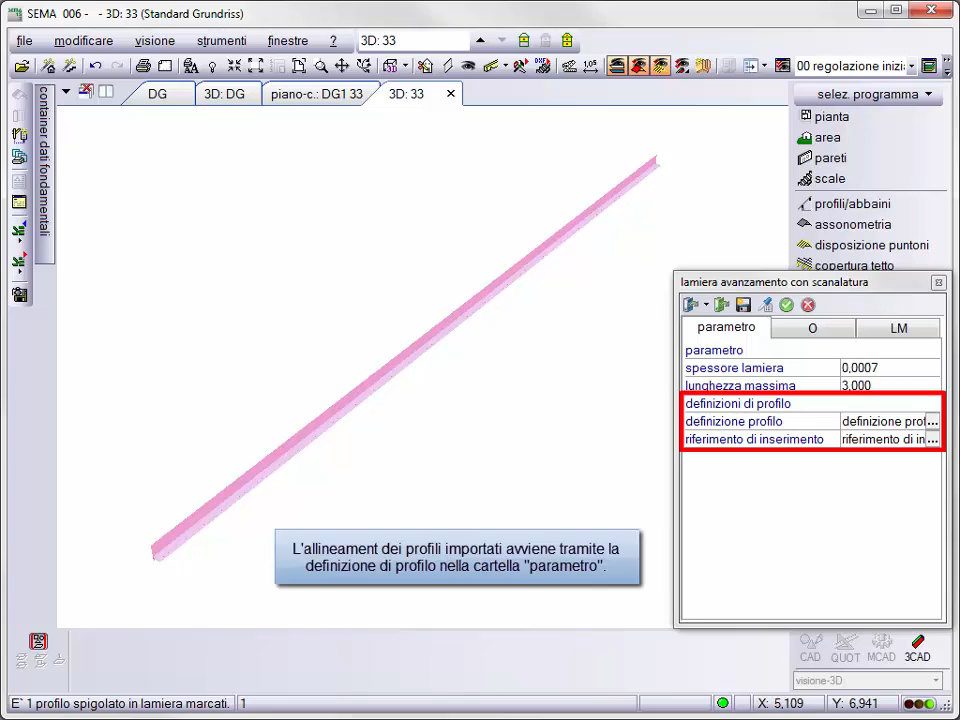 SEMA 006 - - 3D: 33 (Standard Grundriss)
file modificare visione strumenti finestre ? 3D: 33
00 regolazione inizi
DG 3D: DG piano-c.: DG1 33 3D: 33
selez. programma
container dati fondamentali
pianta
area
pareti
scale
profili/abbaini
assonometria
disposizione puntoni
copertura tetto
lamiera avanzamento con scanalatura
parametro O LM
parametro
spessore lamiera 0,0007
lunghezza massima 3,000
definizioni di profilo
definizione profilo definizione prof ...
riferimento di inserimento riferimento di in ...
L'allineament dei profili importati avviene tramite la
definizione di profilo nella cartella "parametro".
CAD QUOT MCAD 3CAD
visione-3D
E` 1 profilo spigolato in lamiera marcati. 1 X: 5,109 Y: 6,941